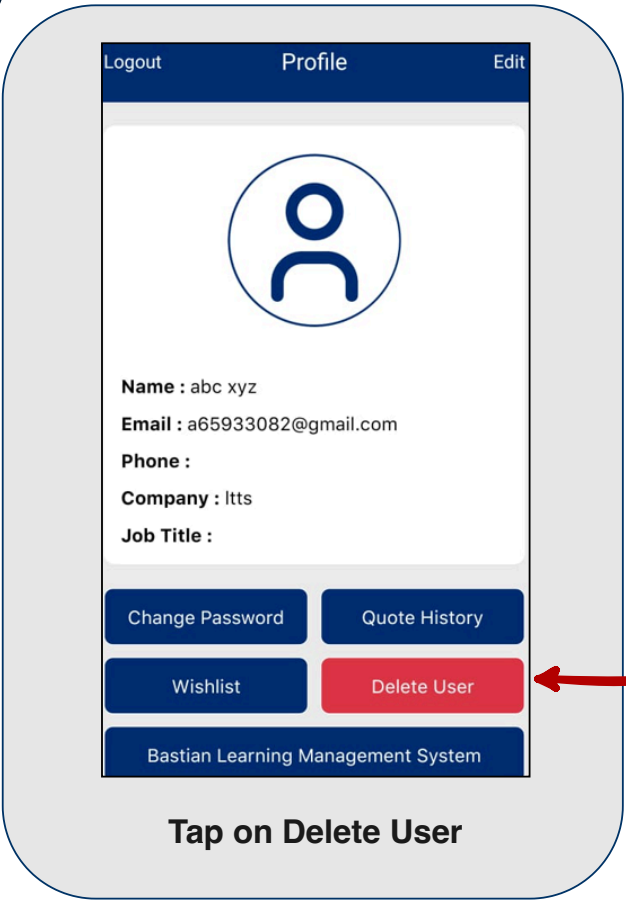 Logout Profile Edit
Name : abc xyz
Email : a65933082@gmail.com
Phone :
Company : ltts
Job Title :
Change Password Quote History
Wishlist Delete User
Bastian Learning Management System
Tap on Delete User